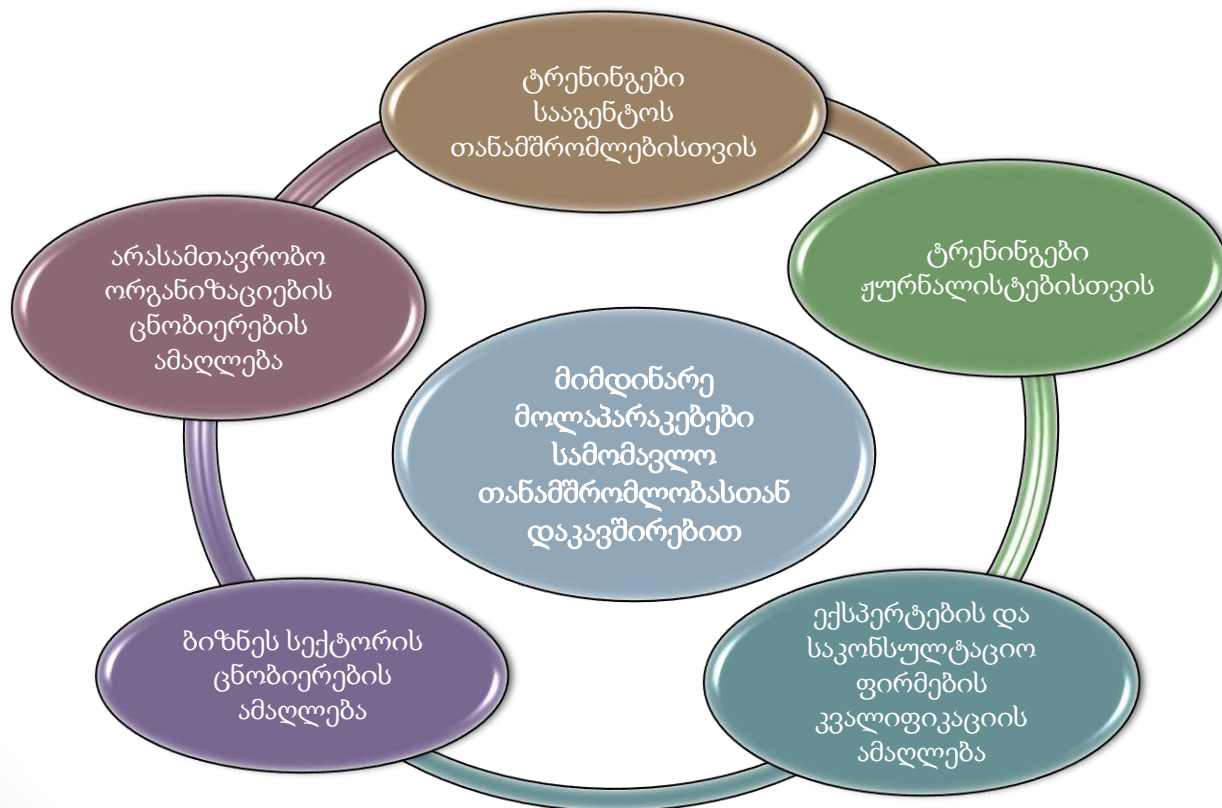 ტრენინგები
სააგენტოს
თანამშრომლებისთვის
ტრენინგები
ჟურნალისტებისთვის
არასამთავრობო
ორგანიზაციების
ცნობიერების
ამაღლება
მიმდინარე
მოლაპარაკებები
სამომავლო
თანამშრომლობასთან
დაკავშირებით
ექსპერტების და
საკონსულტაციო
ფირმების
კვალიფიკაციის
ამაღლება
ბიზნეს სექტორის
ცნობიერების
ამაღლება